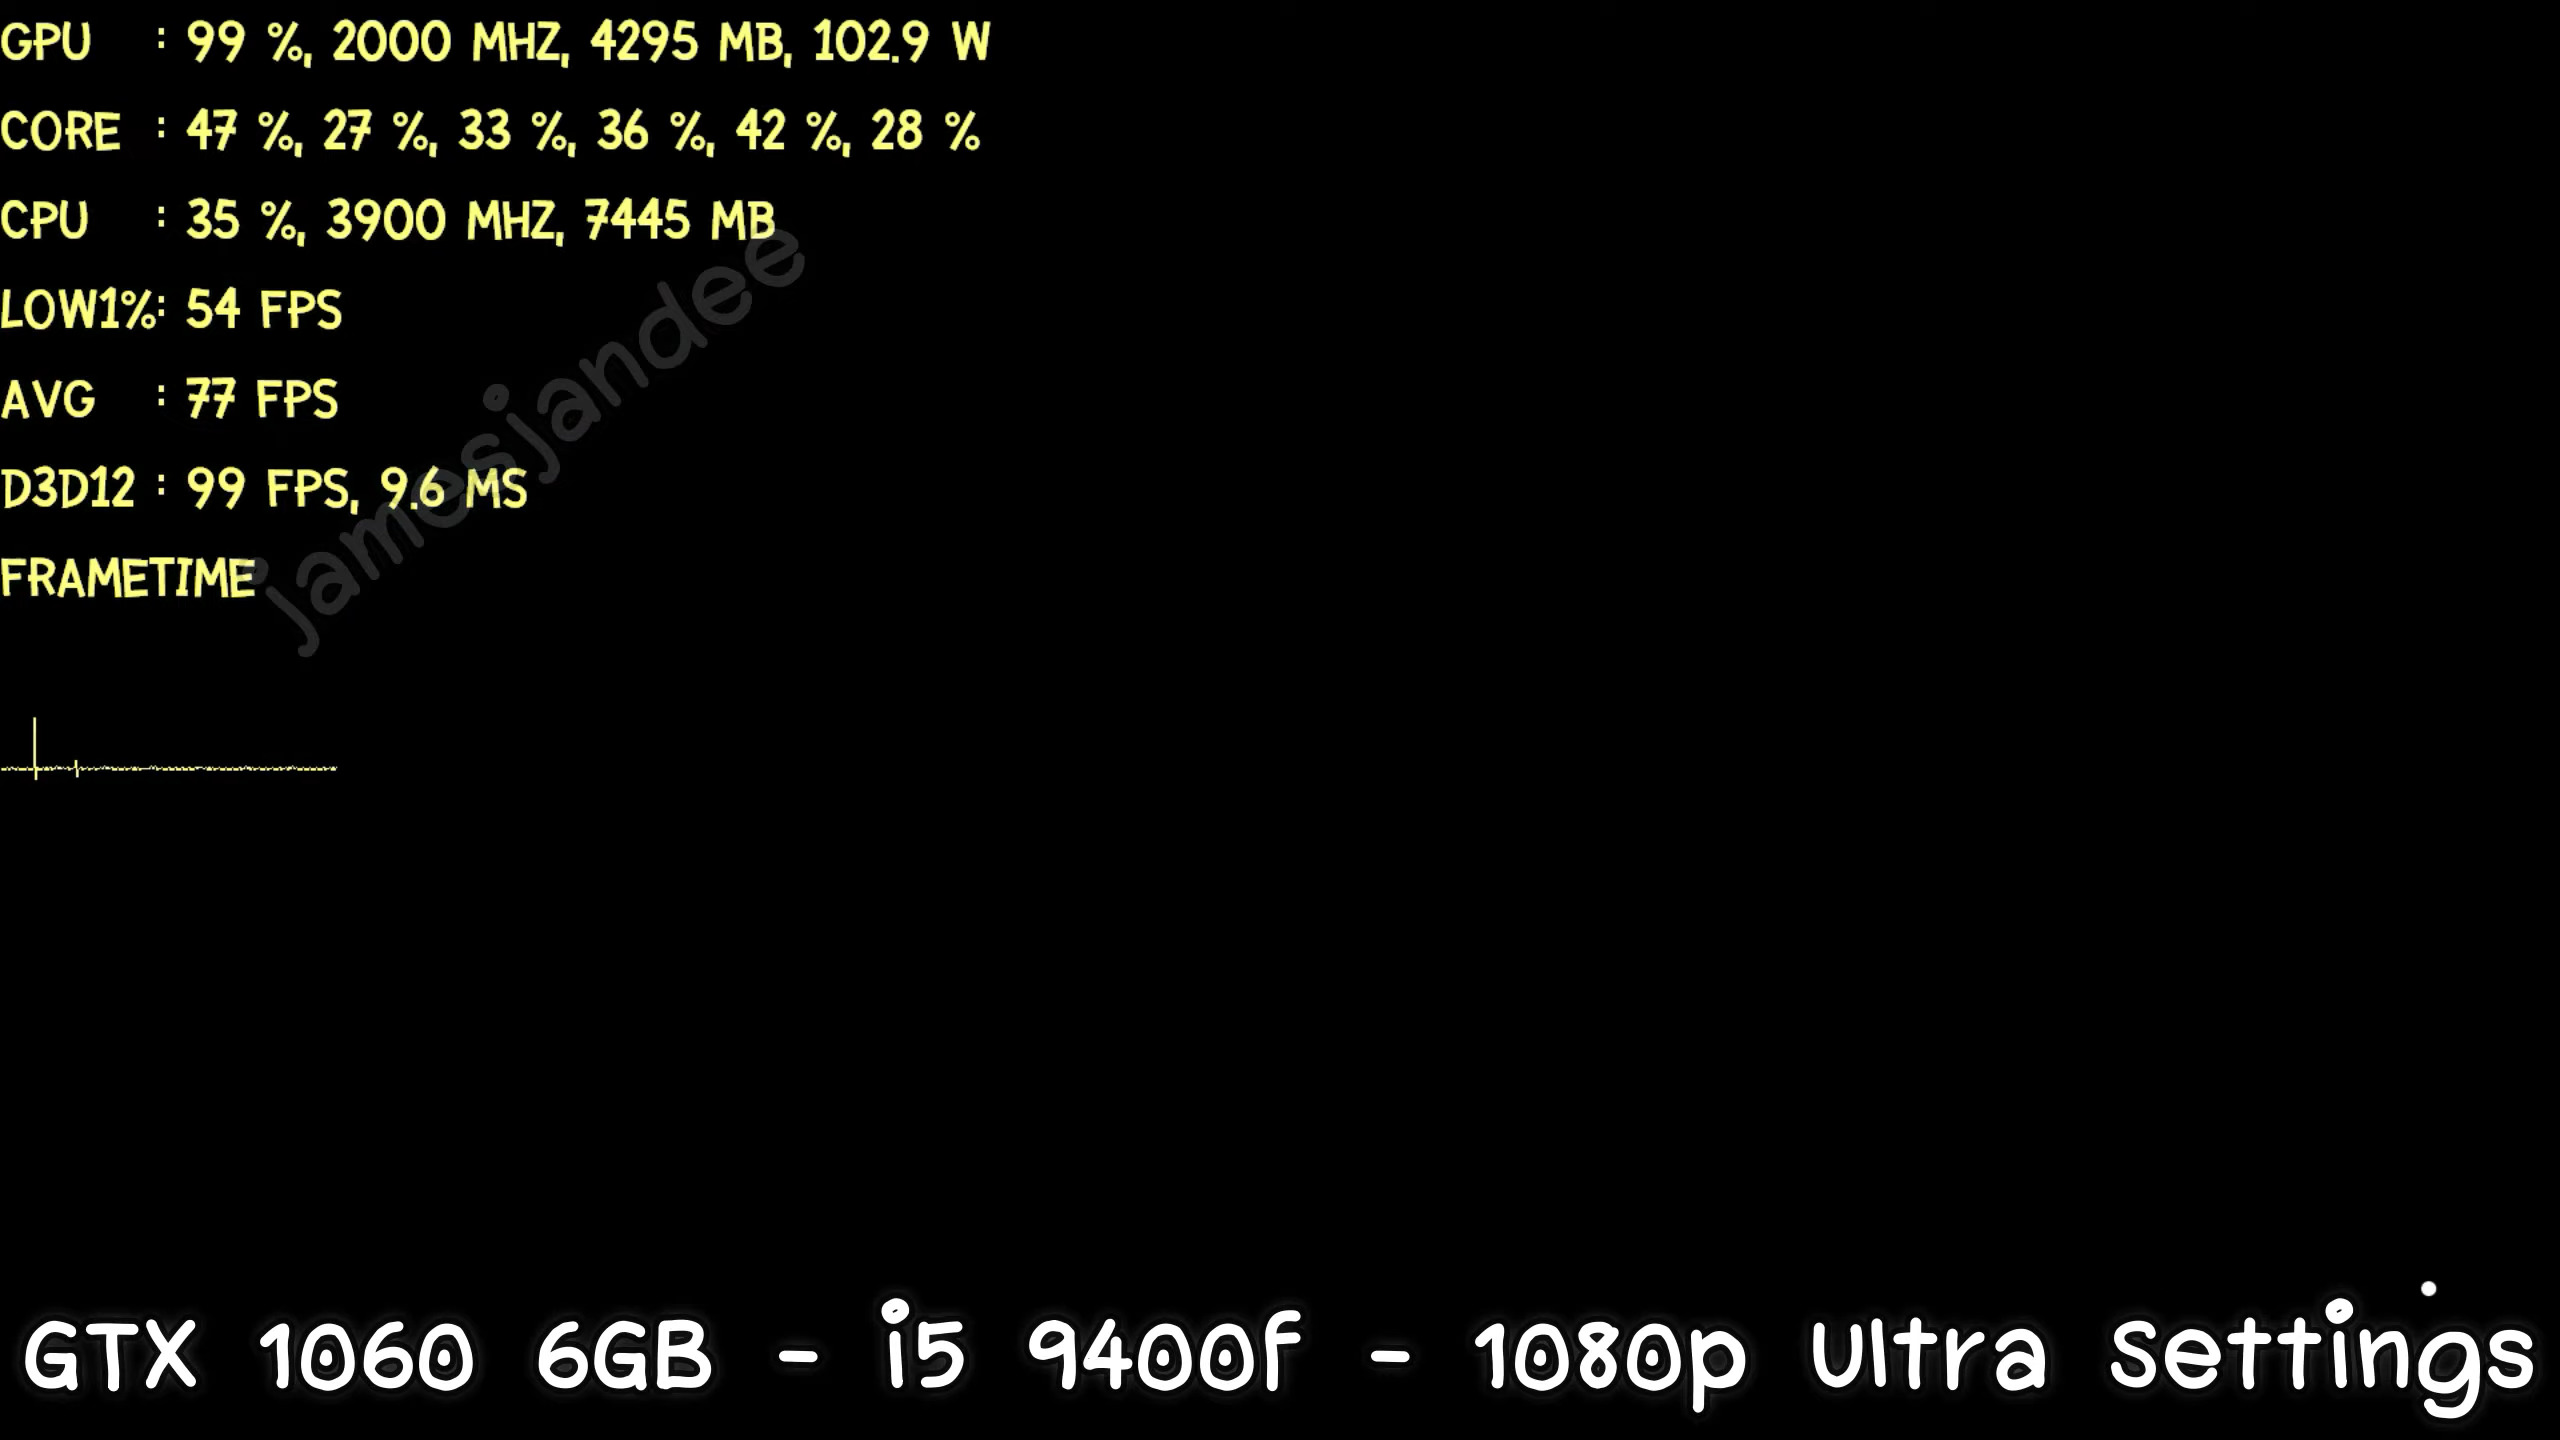 GPU : 99 %, 2000 MHZ, 4295 MB, 102.9 W
CORE : 47 %, 27 %, 33 %, 36 %, 42 %, 28 %
CPU : 35 %, 3900 MHZ, 7445 MB
LOW1%: 54 FPS
AVG : 77 FPS
D3D12 : 99 FPS, 9.6 MS
FRAMETIME
jamesjandee
GTX 1060 6GB - i5 9400f - 1080p Ultra Settings